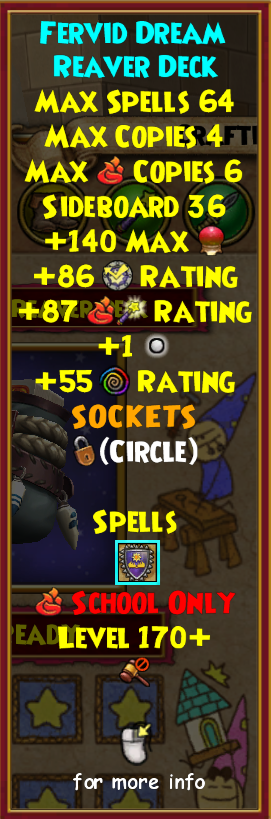 Fervid Dream
Reaver Deck
Max Spells 64
Max Copies 4
Max Copies 6
Sideboard 36
+140 Max
+86 Rating
+87 Rating
+1
+55 Rating
Sockets
(Circle)
Spells
School Only
Level 170+
for more info